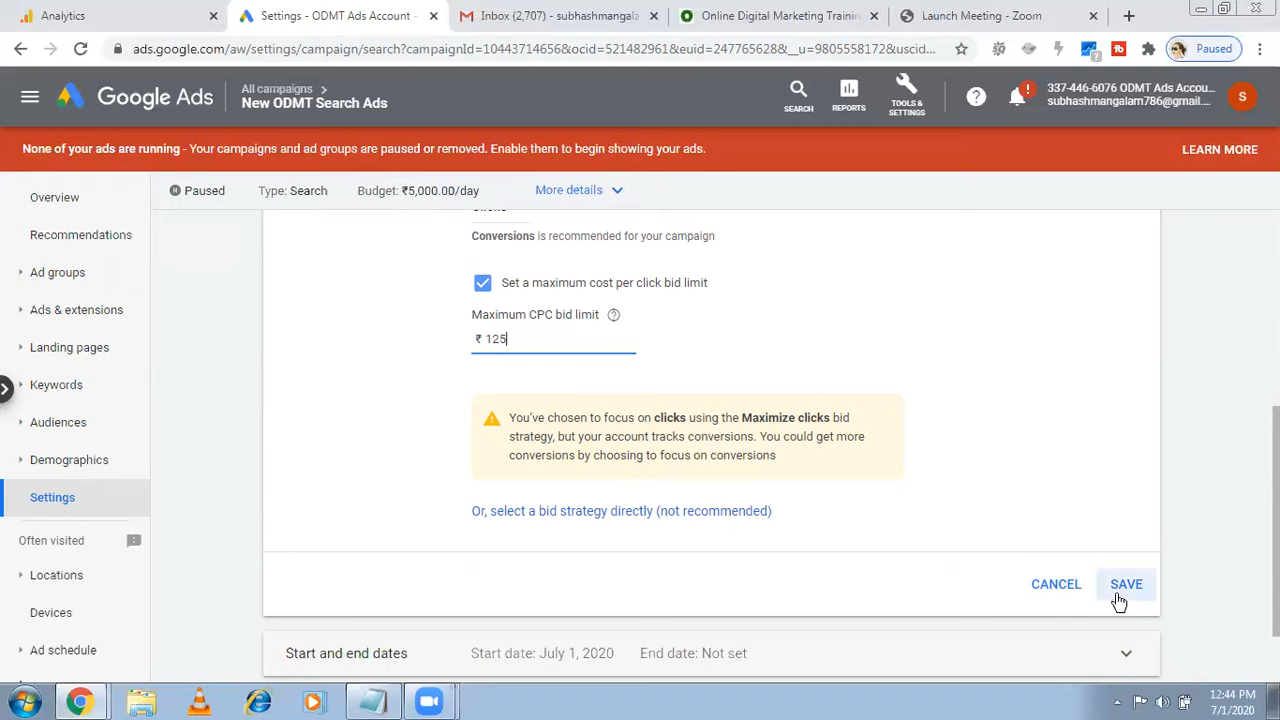 Analytics
Settings - ODMT Ads Account -
Inbox (2,707) - subhashmangala
Online Digital Marketing Trainin
Launch Meeting - Zoom
ads.google.com/aw/settings/campaign/search?campaignId=10443714656&ocid=521482961&euid=247765628&__u=9805558172&uscid...
Paused
Google Ads
All campaigns
New ODMT Search Ads
SEARCH
REPORTS
TOOLS & SETTINGS
337-446-6076 ODMT Ads Accou...
subhashmangalam786@gmail....
S
None of your ads are running - Your campaigns and ad groups are paused or removed. Enable them to begin showing your ads.
LEARN MORE
Paused
Type: Search
Budget: ₹5,000.00/day
More details
Overview
Recommendations
Ad groups
Ads & extensions
Landing pages
Keywords
Audiences
Demographics
Settings
Often visited
Locations
Devices
Ad schedule
Conversions is recommended for your campaign
Set a maximum cost per click bid limit
Maximum CPC bid limit
₹ 125
You've chosen to focus on clicks using the Maximize clicks bid
strategy, but your account tracks conversions. You could get more
conversions by choosing to focus on conversions
Or, select a bid strategy directly (not recommended)
CANCEL
SAVE
Start and end dates
Start date: July 1, 2020
End date: Not set
12:44 PM
7/1/2020